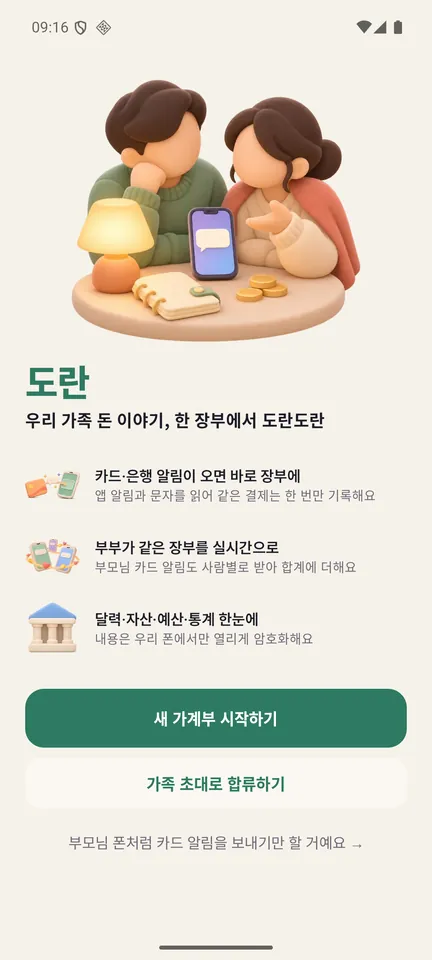 09:16
도란
우리 가족 돈 이야기, 한 장부에서 도란도란
카드·은행 알림이 오면 바로 장부에
앱 알림과 문자를 읽어 같은 결제는 한 번만 기록해요
부부가 같은 장부를 실시간으로
부모님 카드 알림도 사람별로 받아 합계에 더해요
달력·자산·예산·통계 한눈에
내용은 우리 폰에서만 열리게 암호화해요
새 가계부 시작하기
가족 초대로 합류하기
부모님 폰처럼 카드 알림을 보내기만 할 거예요 →